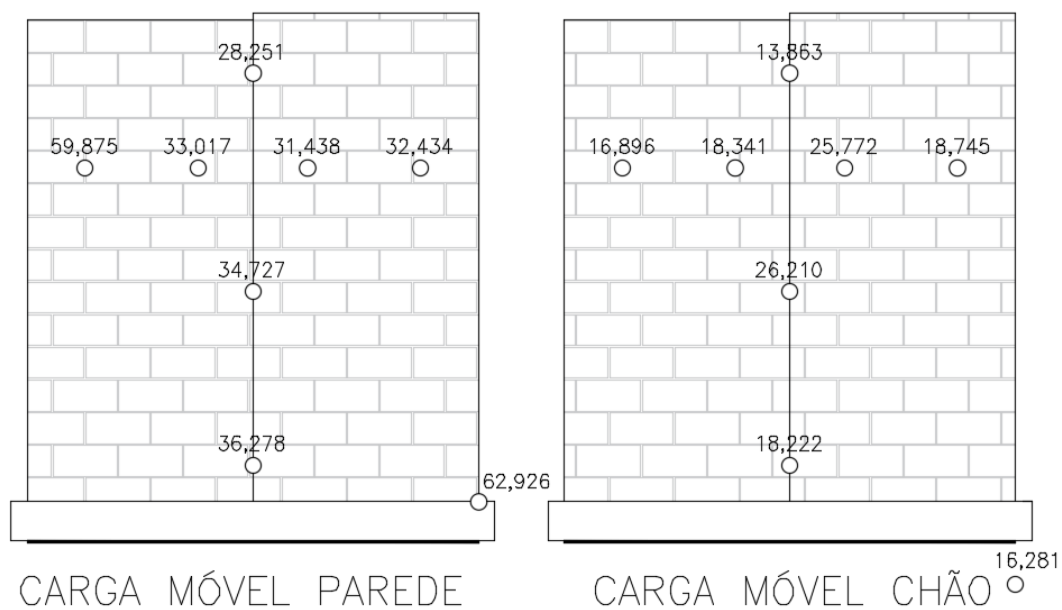 28,251
59,875 33,017 31,438 32,434
34,727
36,278
62,926
CARGA MÓVEL PAREDE
13,863
16,896 18,341 25,772 18,745
26,210
18,222
16,281
CARGA MÓVEL CHÃO